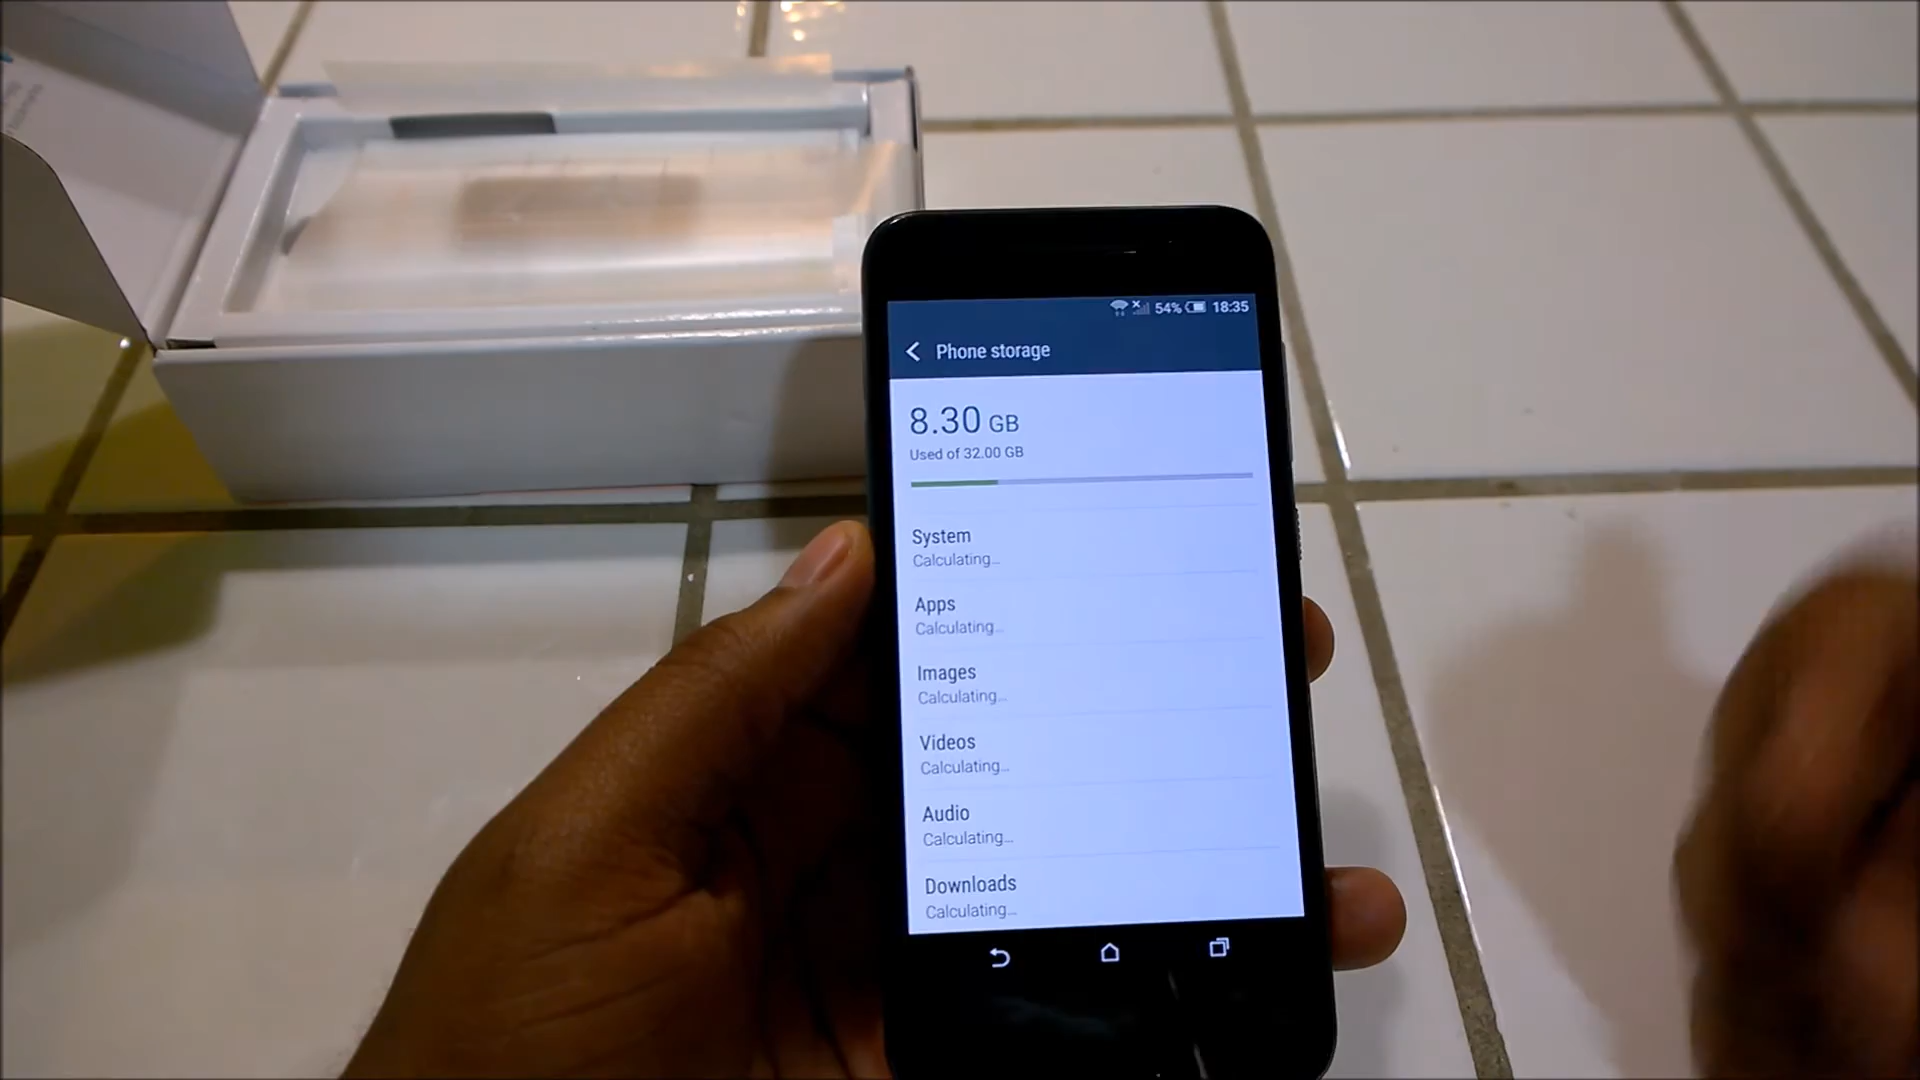 54% 18:35
Phone storage
8.30 GB
Used of 32.00 GB
System
Calculating...
Apps
Calculating...
Images
Calculating...
Videos
Calculating...
Audio
Calculating...
Downloads
Calculating...